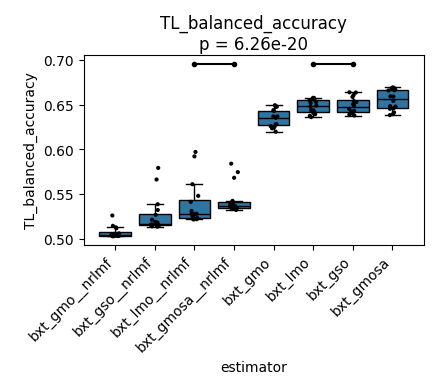 TL_balanced_accuracy
p = 6.26e-20
TL_balanced_accuracy
0.70
0.65
0.60
0.55
0.50
bxt_gmo__nrlmf
bxt_gso__nrlmf
bxt_lmo__nrlmf
bxt_gmosa__nrlmf
bxt_gmo
bxt_lmo
bxt_gso
bxt_gmosa
estimator